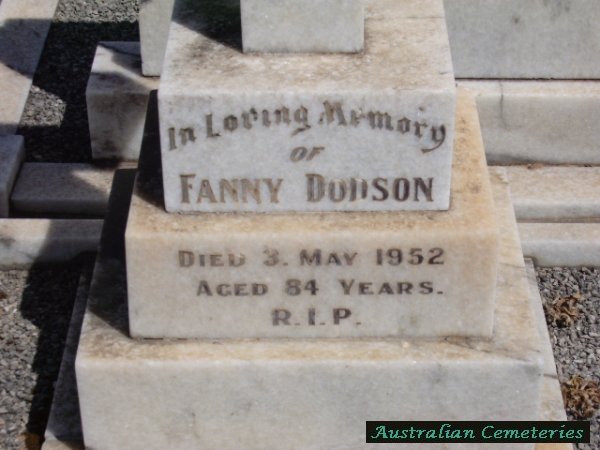 In Loving Memory
OF
FANNY DODSON
DIED 3. MAY 1952
AGED 84 YEARS.
R.I.P.
Australian Cemeteries